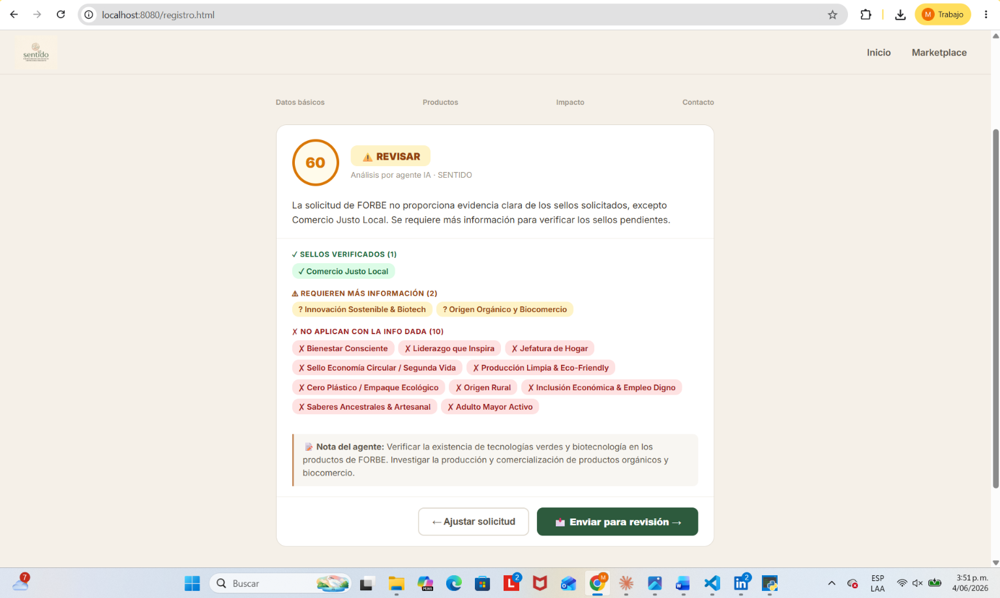 localhost:8080/registro.html
M Trabajo
sentido
Inicio Marketplace
Datos básicos Productos Impacto Contacto
60
⚠ REVISAR
Análisis por agente IA · SENTIDO
La solicitud de FORBE no proporciona evidencia clara de los sellos solicitados, excepto
Comercio Justo Local. Se requiere más información para verificar los sellos pendientes.
✓ SELLOS VERIFICADOS (1)
✓ Comercio Justo Local
⚠ REQUIEREN MÁS INFORMACIÓN (2)
? Innovación Sostenible & Biotech ? Origen Orgánico y Biocomercio
✗ NO APLICAN CON LA INFO DADA (10)
✗ Bienestar Consciente ✗ Liderazgo que Inspira ✗ Jefatura de Hogar
✗ Sello Economía Circular / Segunda Vida ✗ Producción Limpia & Eco-Friendly
✗ Cero Plástico / Empaque Ecológico ✗ Origen Rural ✗ Inclusión Económica & Empleo Digno
✗ Saberes Ancestrales & Artesanal ✗ Adulto Mayor Activo
📝 Nota del agente: Verificar la existencia de tecnologías verdes y biotecnología en los
productos de FORBE. Investigar la producción y comercialización de productos orgánicos y
biocomercio.
← Ajustar solicitud 📩 Enviar para revisión →
7
Buscar
M365
L 2
M
2
ESP
LAA
3:51 p. m.
4/06/2026